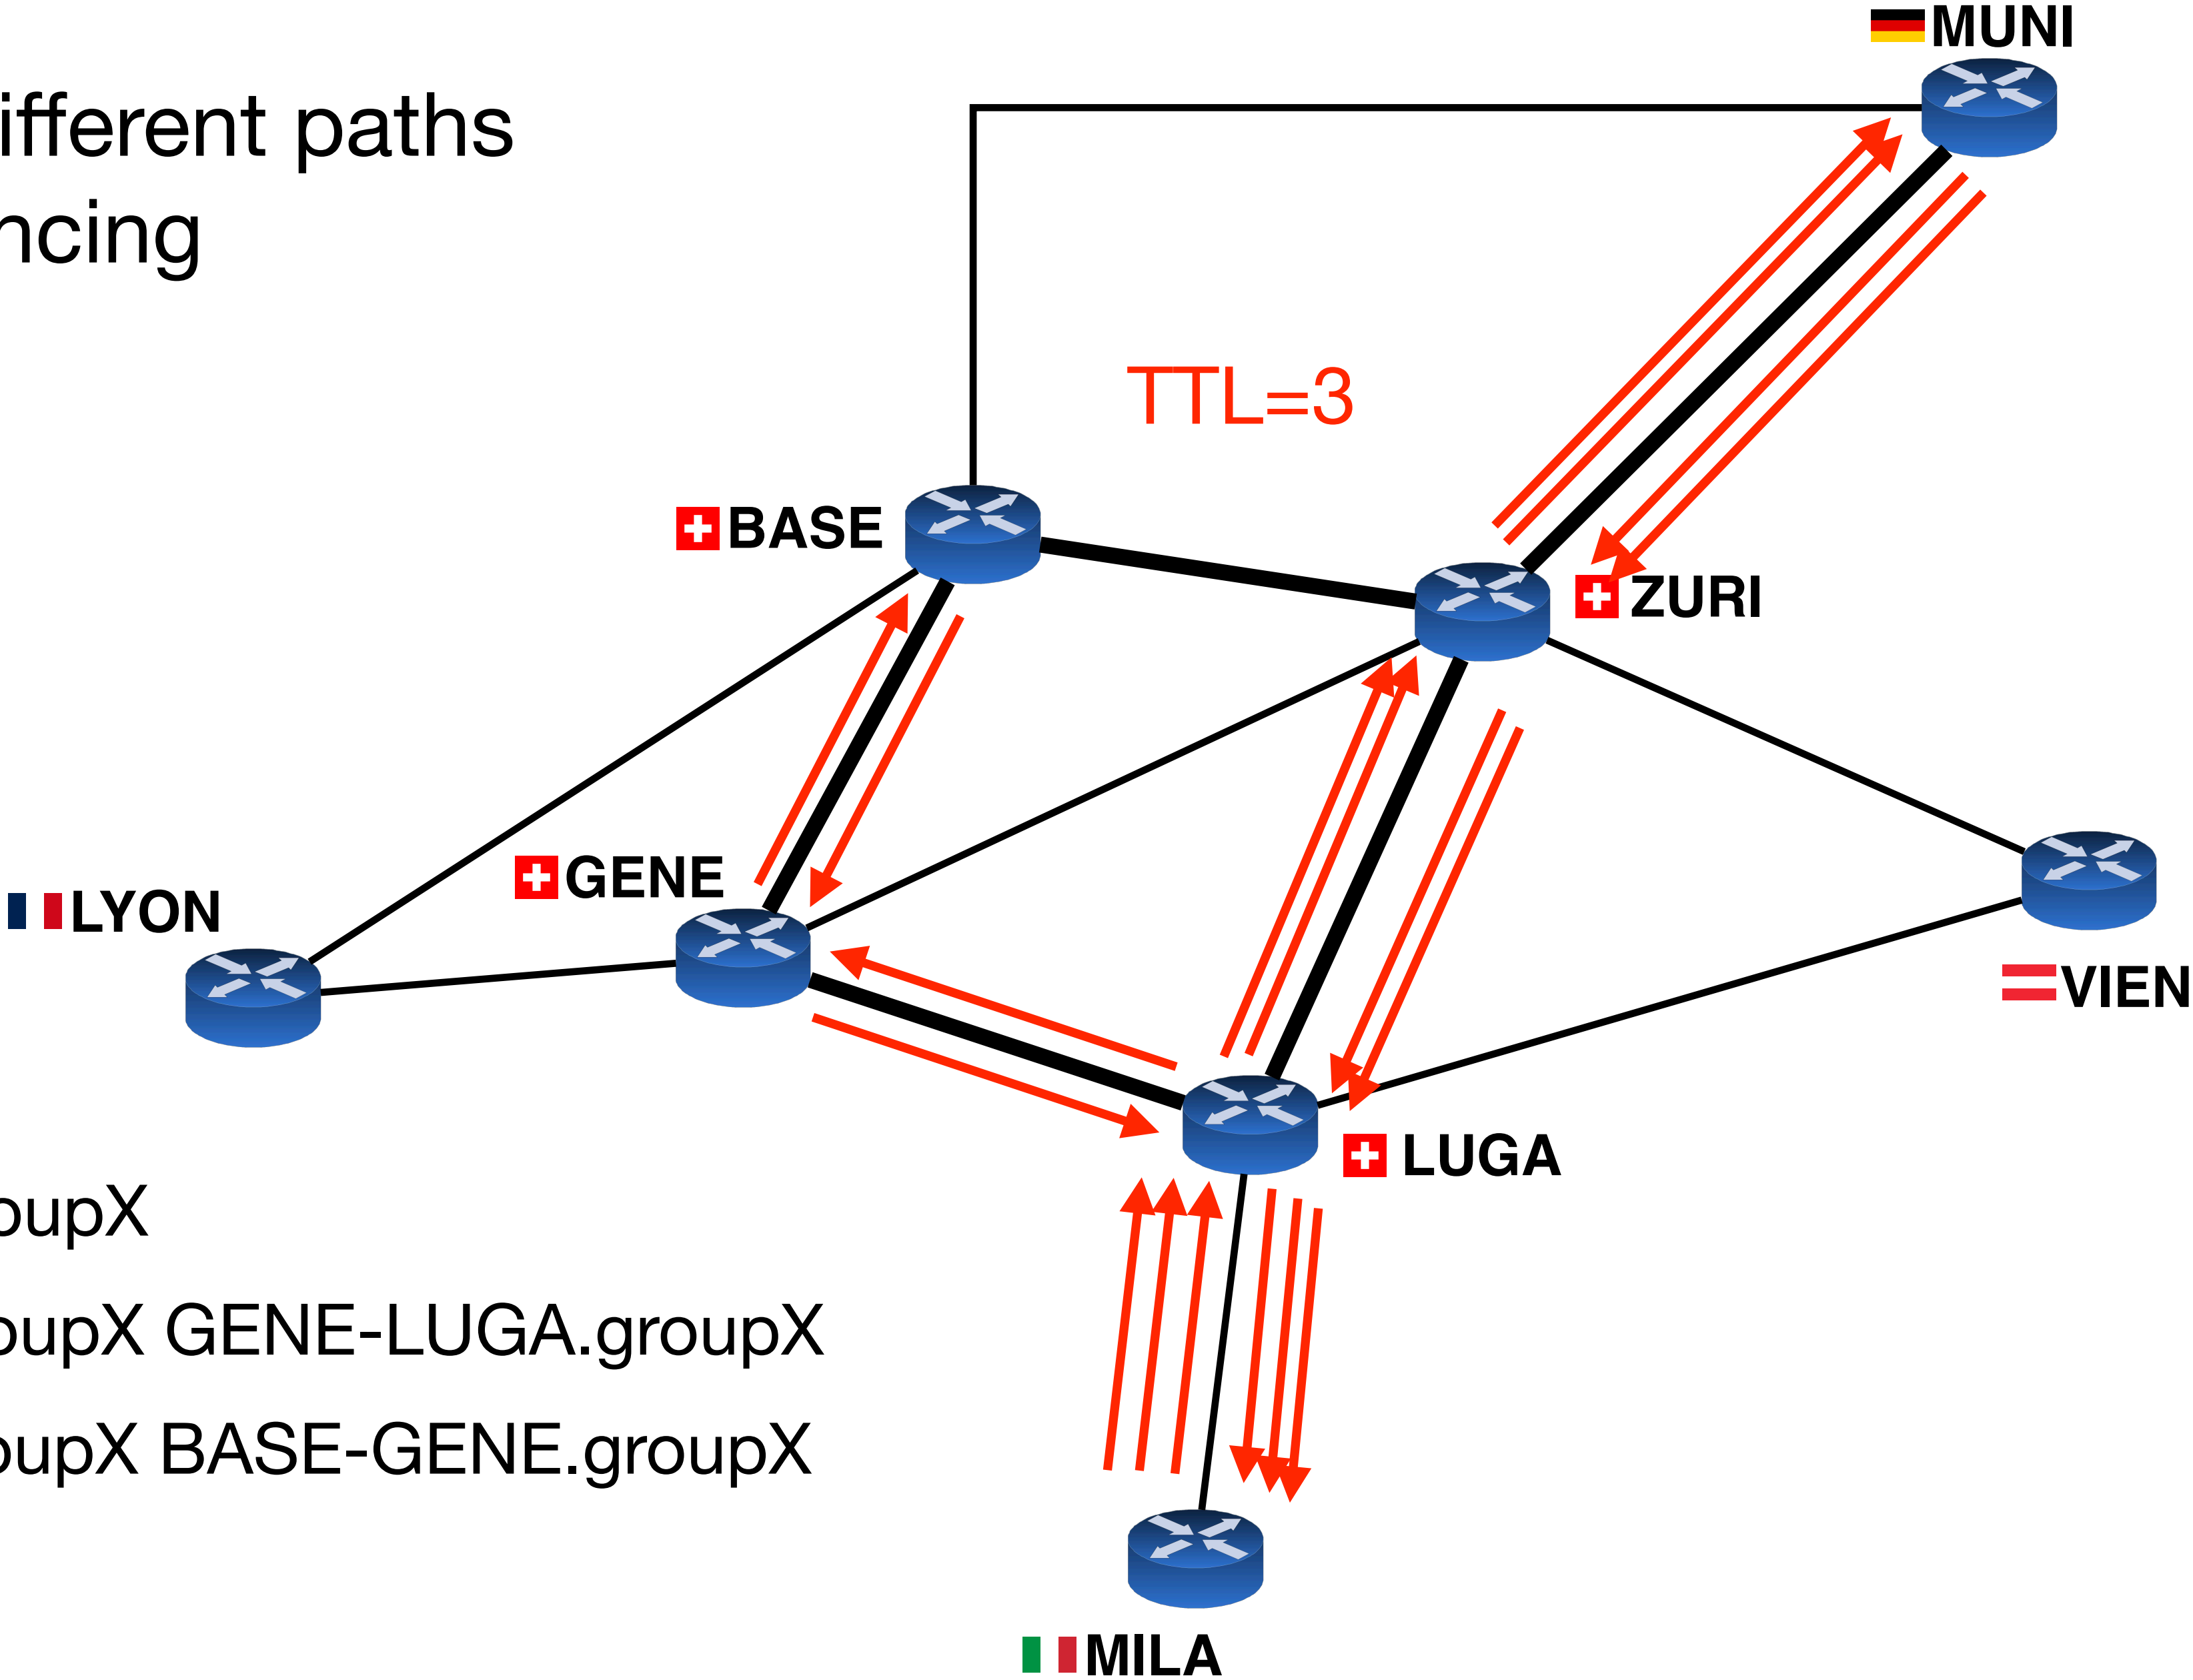 MUNI
ifferent paths
ncing
TTL=3
BASE
ZURI
GENE
LYON
VIEN
LUGA
oupX
oupX GENE-LUGA.groupX
oupX BASE-GENE.groupX
MILA